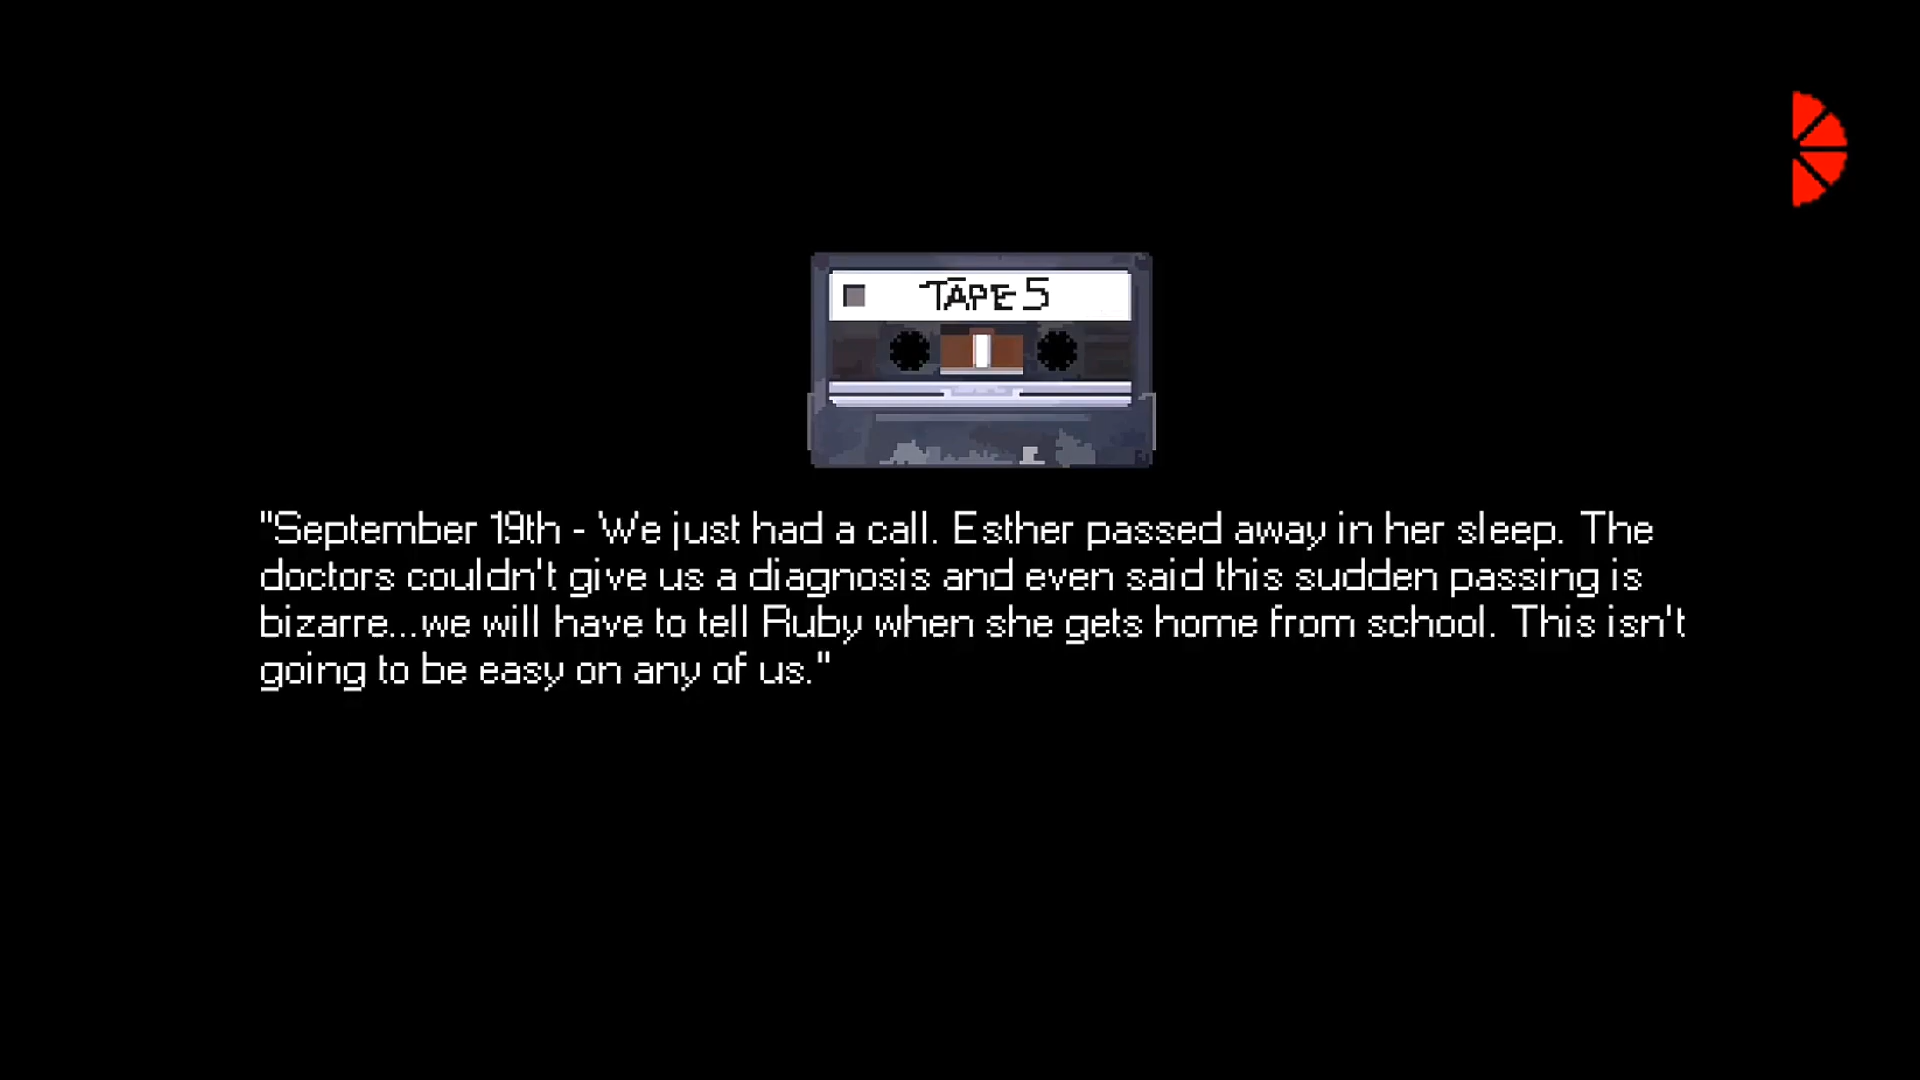 TAPE 5
"September 19th - We just had a call. Esther passed away in her sleep. The
doctors couldn't give us a diagnosis and even said this sudden passing is
bizarre...we will have to tell Ruby when she gets home from school. This isn't
going to be easy on any of us."